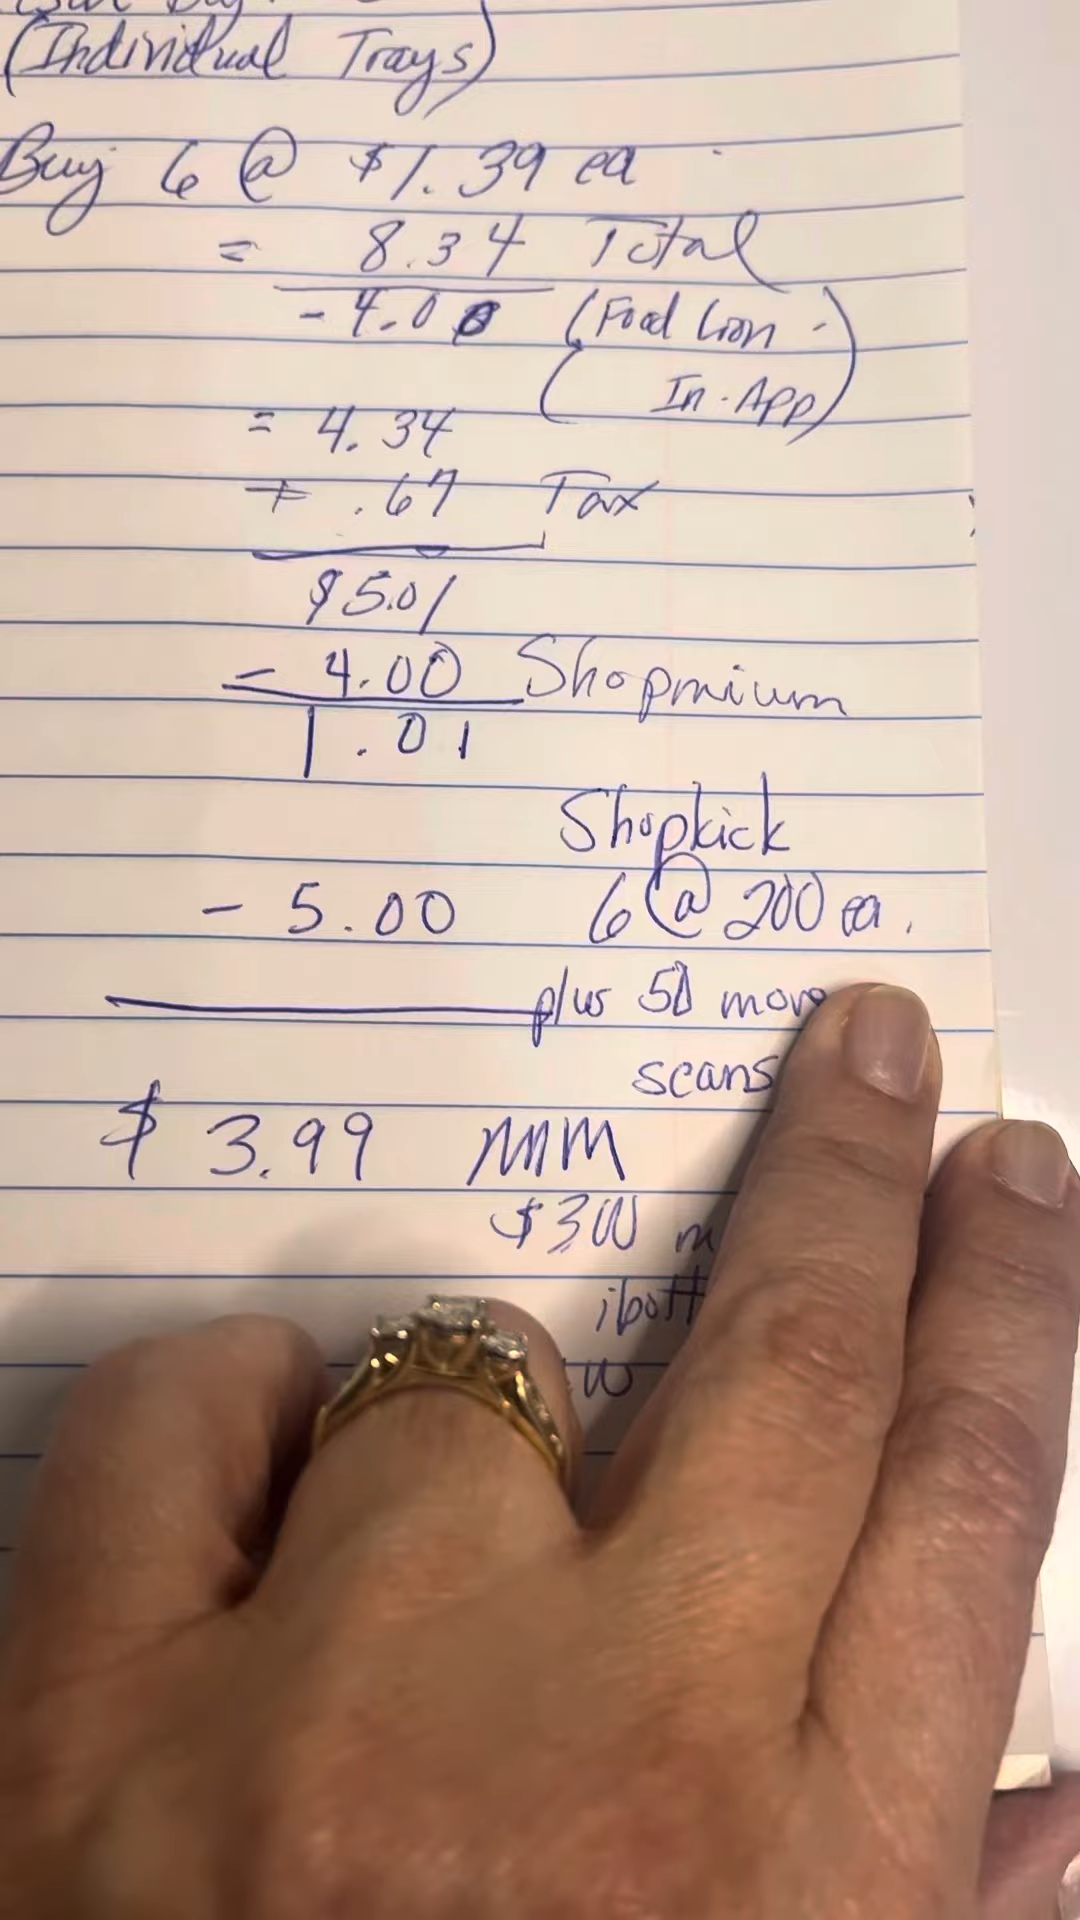 (Individual Trays)
Buy 6 @ $1.39 ea
= 8.34 Total
- 4.00 (Food Lion -
In-App)
= 4.34
+ .67 Tax
$5.01
- 4.00 Shopmium
1.01
Shopkick
- 5.00 6 @ 200 ea.
plus 50 more
scans
$ 3.99 MM
$300 m
ibott
w